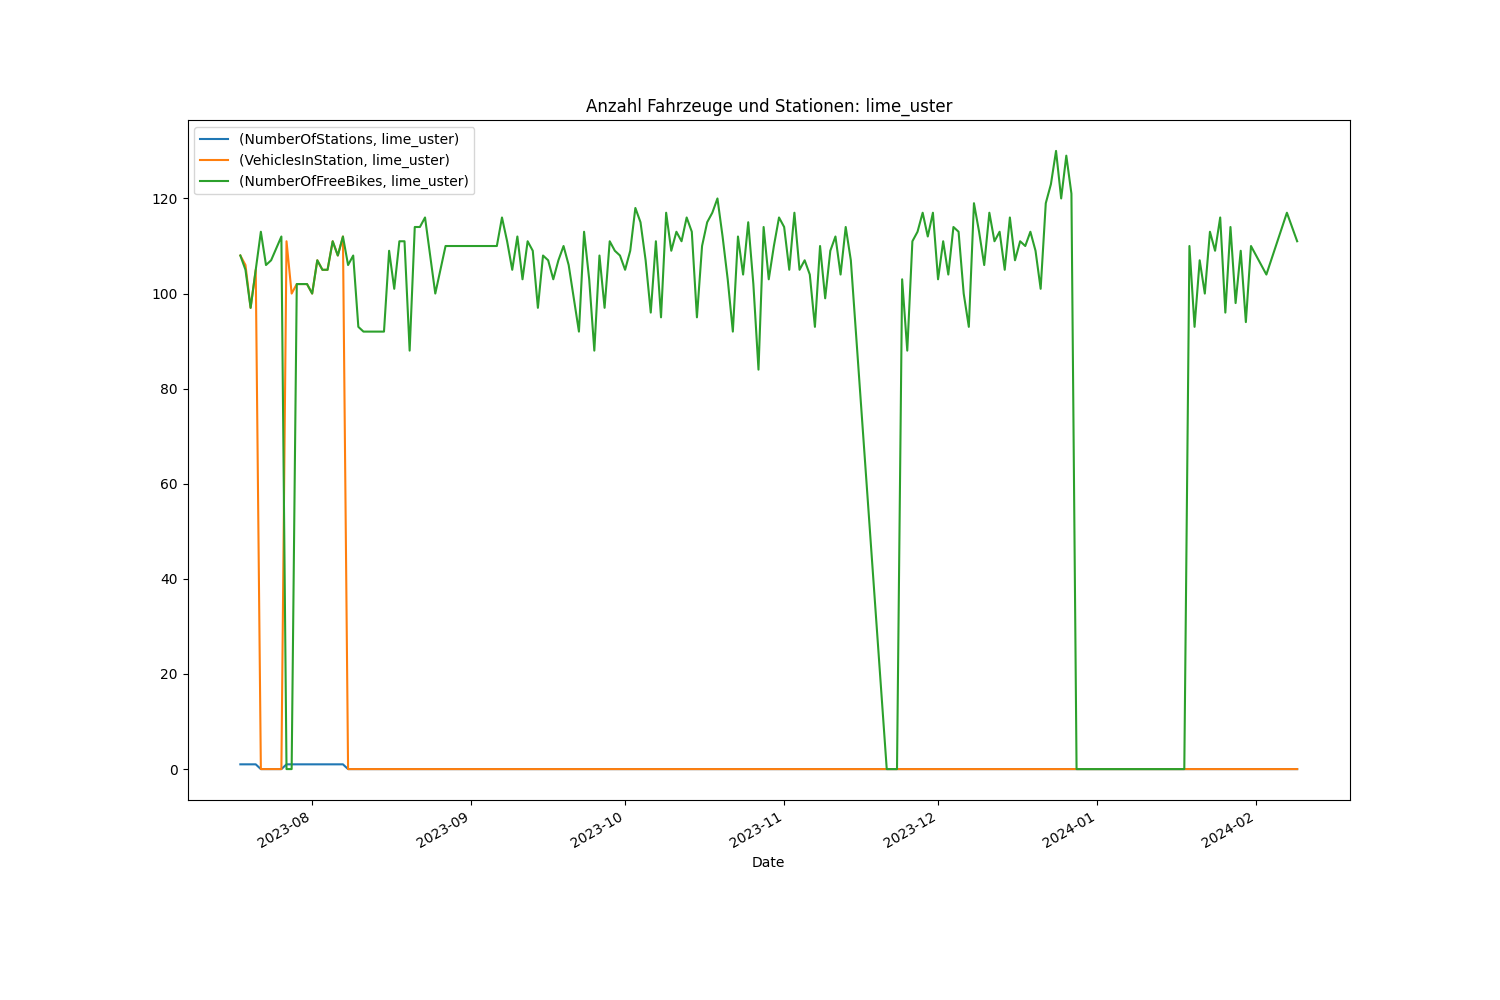 Anzahl Fahrzeuge und Stationen: lime_uster
(NumberOfStations, lime_uster)
(VehiclesInStation, lime_uster)
(NumberOfFreeBikes, lime_uster)
120
100
80
60
40
20
0
2023-08
2023-09
2023-10
2023-11
2023-12
2024-01
2024-02
Date